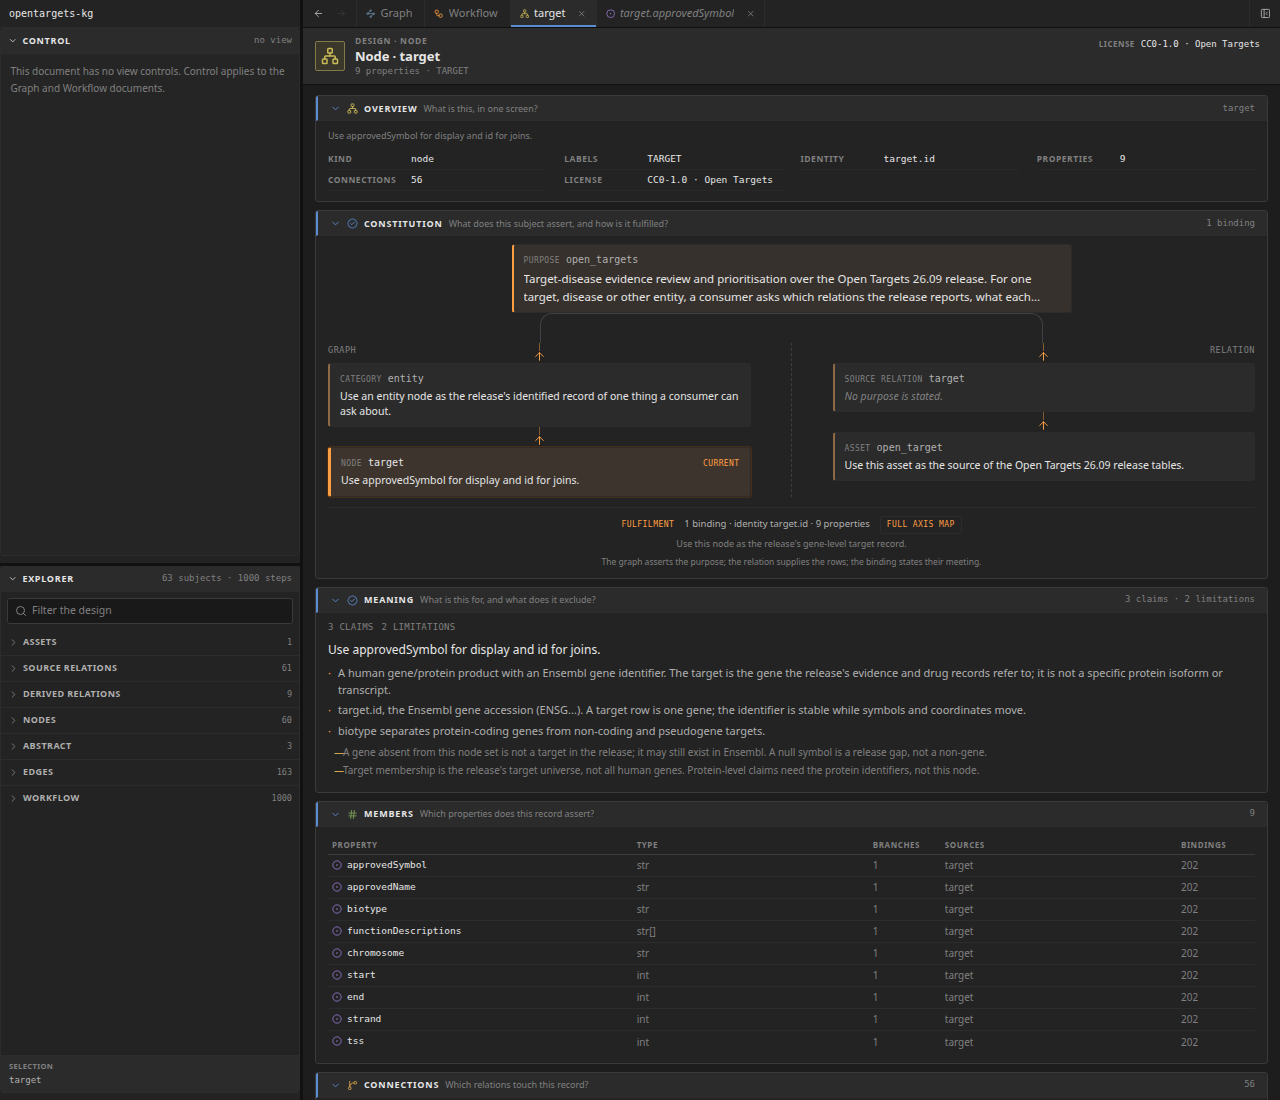 opentargets-kg
CONTROL no view
This document has no view controls. Control applies to the
Graph and Workflow documents.
EXPLORER 63 subjects · 1000 steps
Filter the design
ASSETS 1
SOURCE RELATIONS 61
DERIVED RELATIONS 9
NODES 60
ABSTRACT 3
EDGES 163
WORKFLOW 1000
SELECTION
target
Graph Workflow target target.approvedSymbol
DESIGN · NODE
Node · target
9 properties · TARGET
LICENSE CC0-1.0 · Open Targets
OVERVIEW What is this, in one screen? target
Use approvedSymbol for display and id for joins.
KIND node LABELS TARGET IDENTITY target.id PROPERTIES 9
CONNECTIONS 56 LICENSE CC0-1.0 · Open Targets
CONSTITUTION What does this subject assert, and how is it fulfilled? 1 binding
PURPOSE open_targets
Target-disease evidence review and prioritisation over the Open Targets 26.09 release. For one
target, disease or other entity, a consumer asks which relations the release reports, what each...
GRAPH RELATION
CATEGORY entity
Use an entity node as the release's identified record of one thing a consumer can
ask about.
SOURCE RELATION target
No purpose is stated.
NODE target CURRENT
Use approvedSymbol for display and id for joins.
ASSET open_target
Use this asset as the source of the Open Targets 26.09 release tables.
FULFILMENT 1 binding · identity target.id · 9 properties FULL AXIS MAP
Use this node as the release's gene-level target record.
The graph asserts the purpose; the relation supplies the rows; the binding states their meeting.
MEANING What is this for, and what does it exclude? 3 claims · 2 limitations
3 CLAIMS 2 LIMITATIONS
Use approvedSymbol for display and id for joins.
· A human gene/protein product with an Ensembl gene identifier. The target is the gene the release's evidence and drug records refer to; it is not a specific protein isoform or
transcript.
· target.id, the Ensembl gene accession (ENSG...). A target row is one gene; the identifier is stable while symbols and coordinates move.
· biotype separates protein-coding genes from non-coding and pseudogene targets.
—A gene absent from this node set is not a target in the release; it may still exist in Ensembl. A null symbol is a release gap, not a non-gene.
—Target membership is the release's target universe, not all human genes. Protein-level claims need the protein identifiers, not this node.
MEMBERS Which properties does this record assert? 9
PROPERTY TYPE BRANCHES SOURCES BINDINGS
approvedSymbol str 1 target 202
approvedName str 1 target 202
biotype str 1 target 202
functionDescriptions str[] 1 target 202
chromosome str 1 target 202
start int 1 target 202
end int 1 target 202
strand int 1 target 202
tss int 1 target 202
CONNECTIONS Which relations touch this record? 56